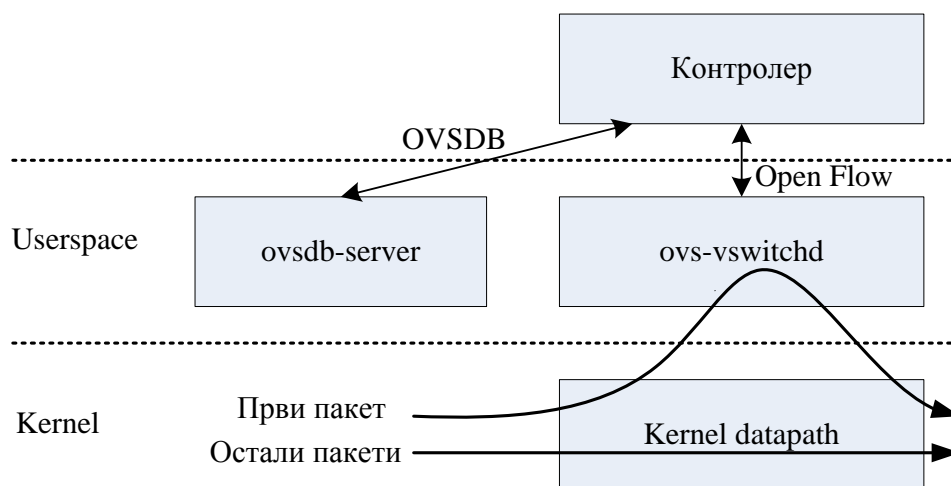 Контролер
OVSDB
Open Flow
Userspace
ovsdb-server
ovs-vswitchd
Kernel
Први пакет
Остали пакети
Kernel datapath